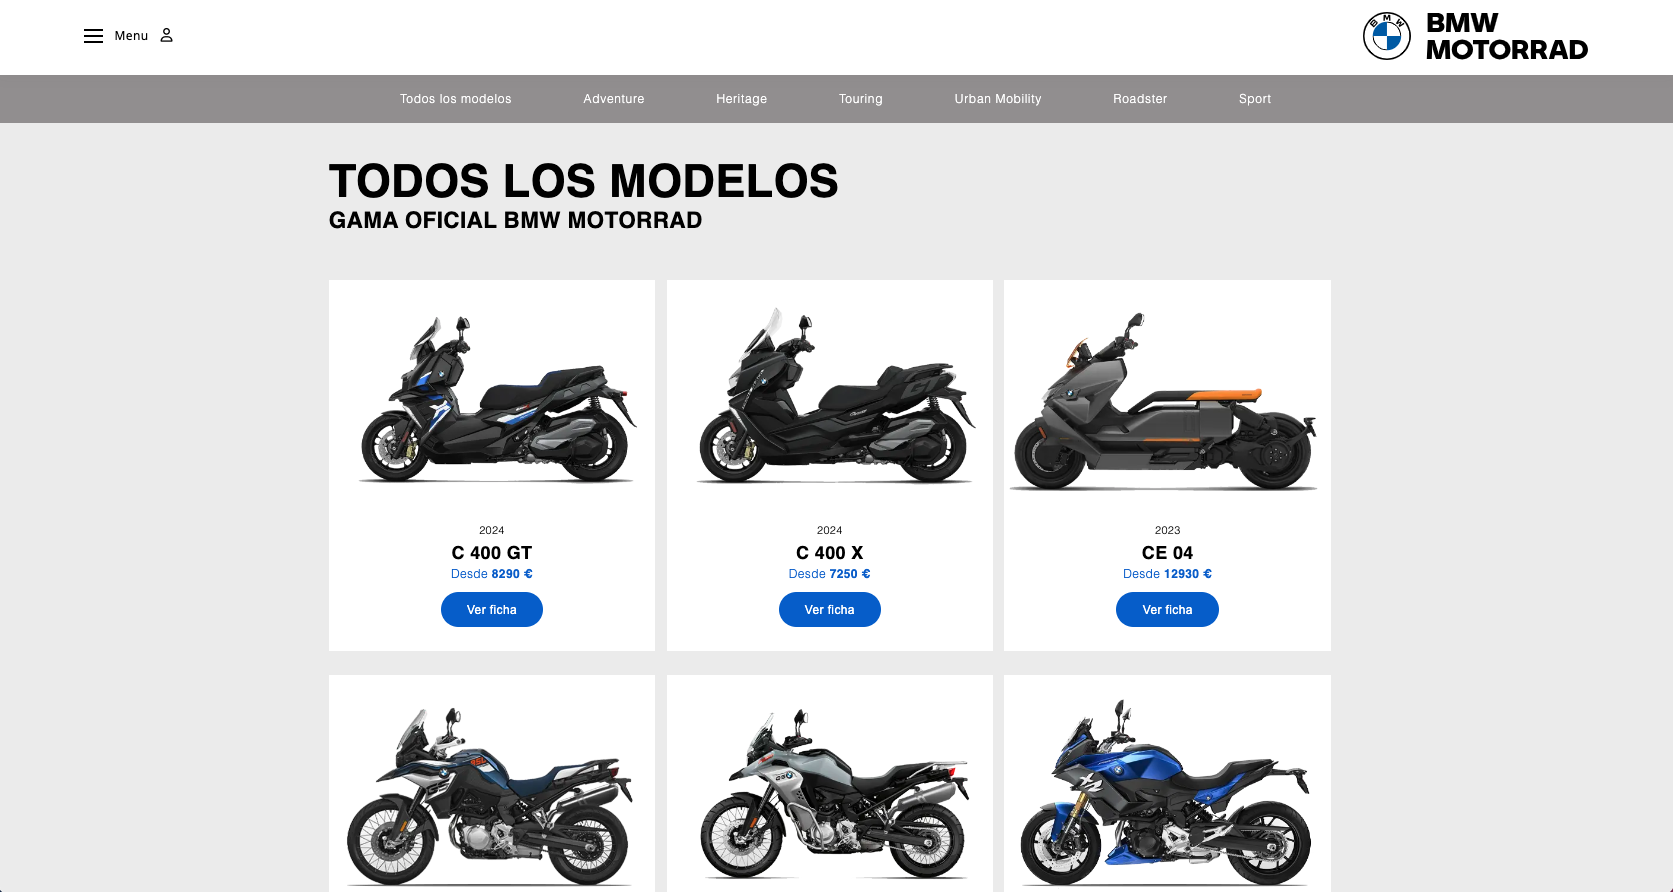 Menu
BMW
BMW
MOTORRAD
Todos los modelos
Adventure
Heritage
Touring
Urban Mobility
Roadster
Sport
TODOS LOS MODELOS
GAMA OFICIAL BMW MOTORRAD
2024
C 400 GT
Desde 8290 €
Ver ficha
2024
C 400 X
Desde 7250 €
Ver ficha
2023
CE 04
Desde 12930 €
Ver ficha